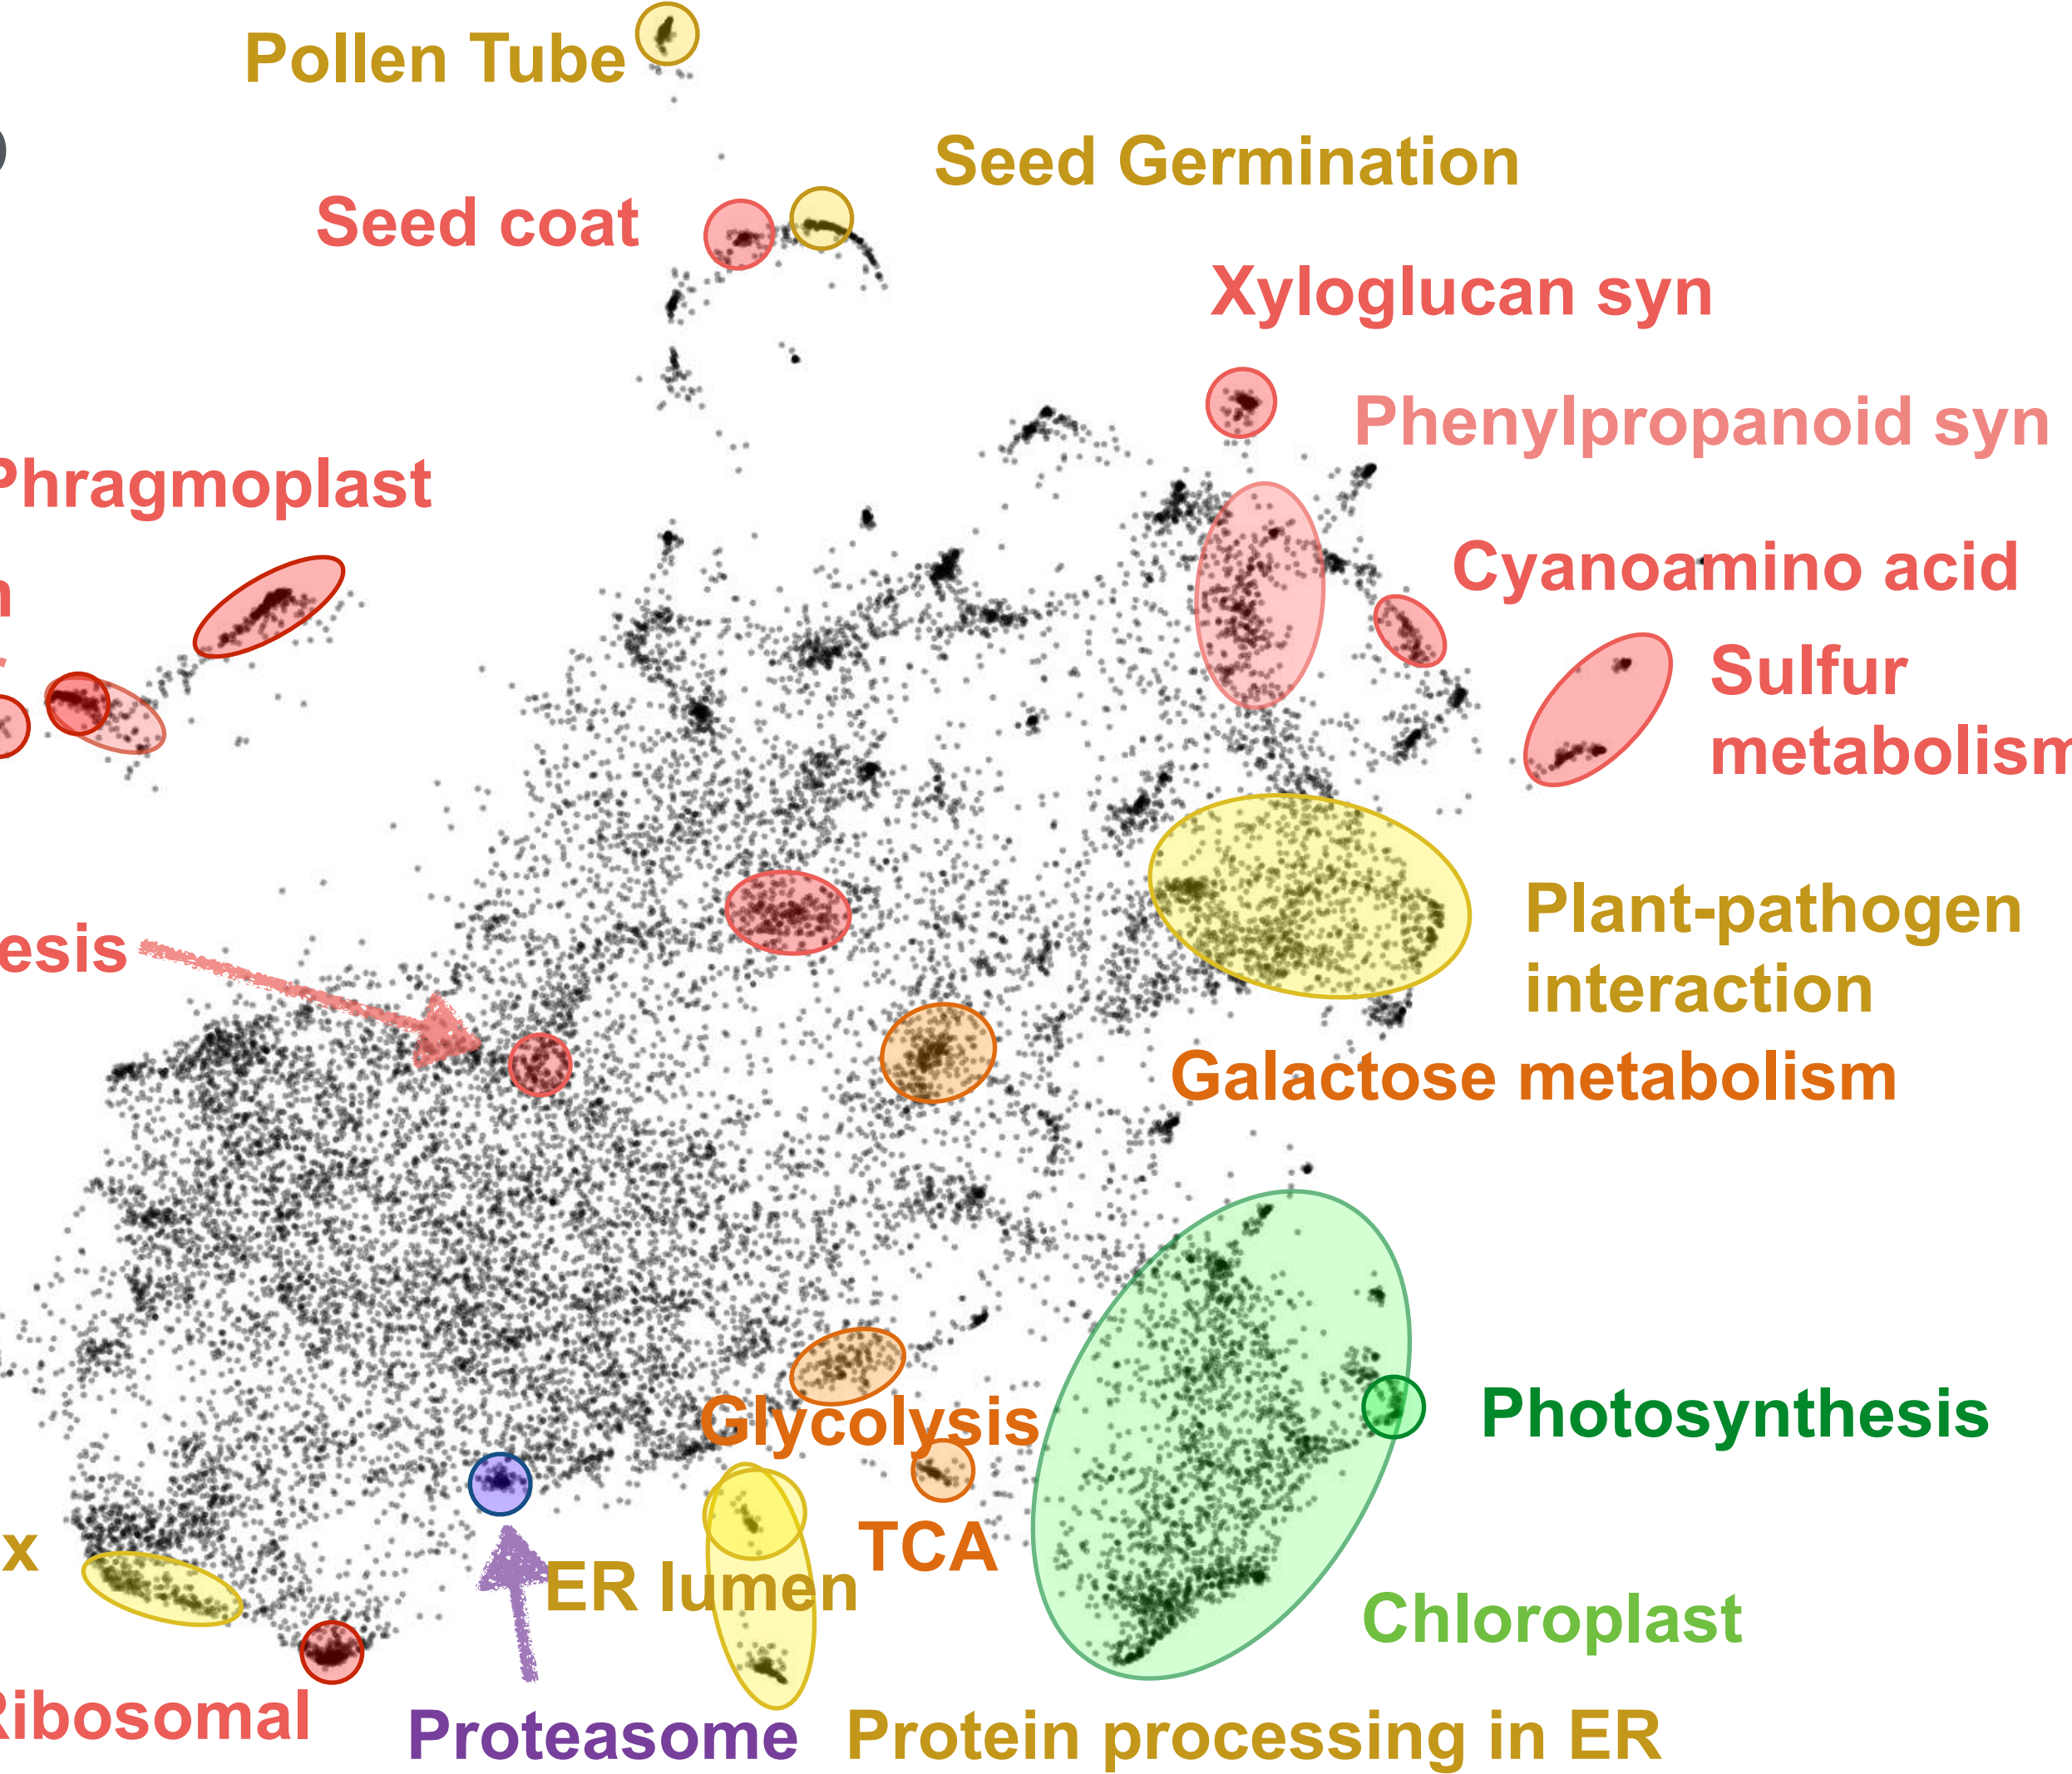 Pollen Tube
Seed Germination
Seed coat
Xyloglucan syn
Phenylpropanoid syn
Phragmoplast
Cyanoamino acid
Sulfur
metabolism
Plant-pathogen
interaction
esis
Galactose metabolism
Photosynthesis
Glycolysis
TCA
x
ER lumen
Chloroplast
Ribosomal
Proteasome
Protein processing in ER